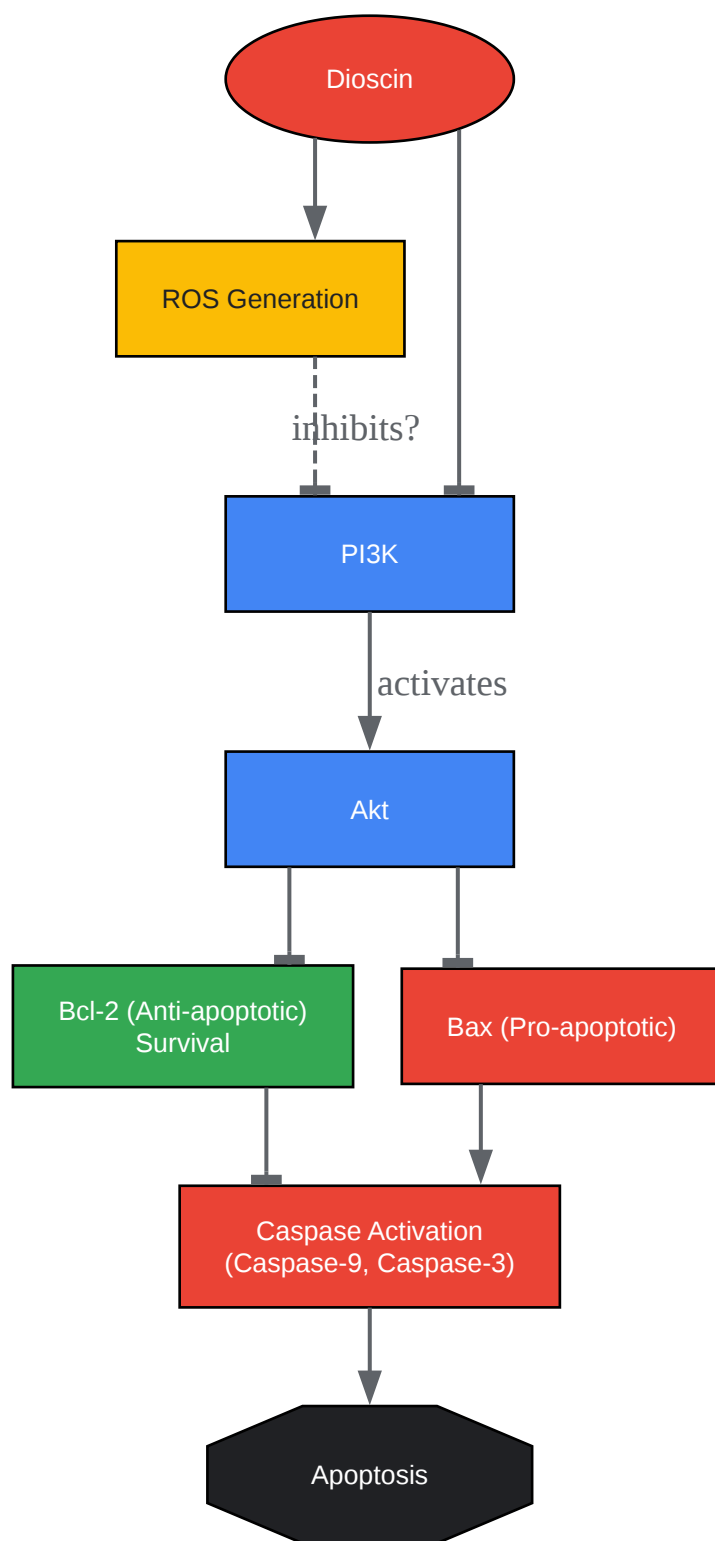 Dioscin
ROS Generation
inhibits?
PI3K
activates
Akt
Bcl-2 (Anti-apoptotic)
Survival
Bax (Pro-apoptotic)
Caspase Activation
(Caspase-9, Caspase-3)
Apoptosis